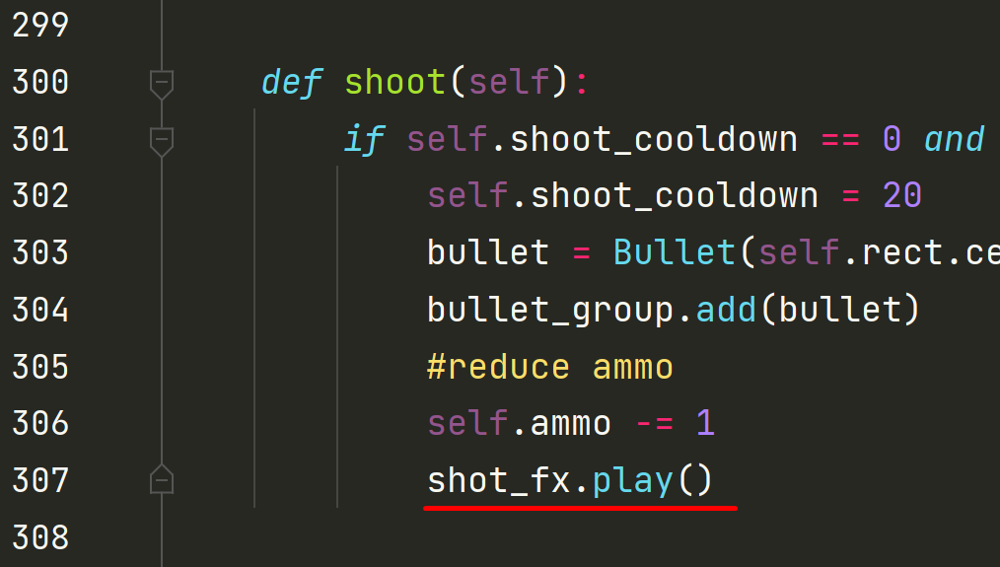 299
300 def shoot(self):
301 if self.shoot_cooldown == 0 and
302 self.shoot_cooldown = 20
303 bullet = Bullet(self.rect.ce
304 bullet_group.add(bullet)
305 #reduce ammo
306 self.ammo -= 1
307 shot_fx.play()
308